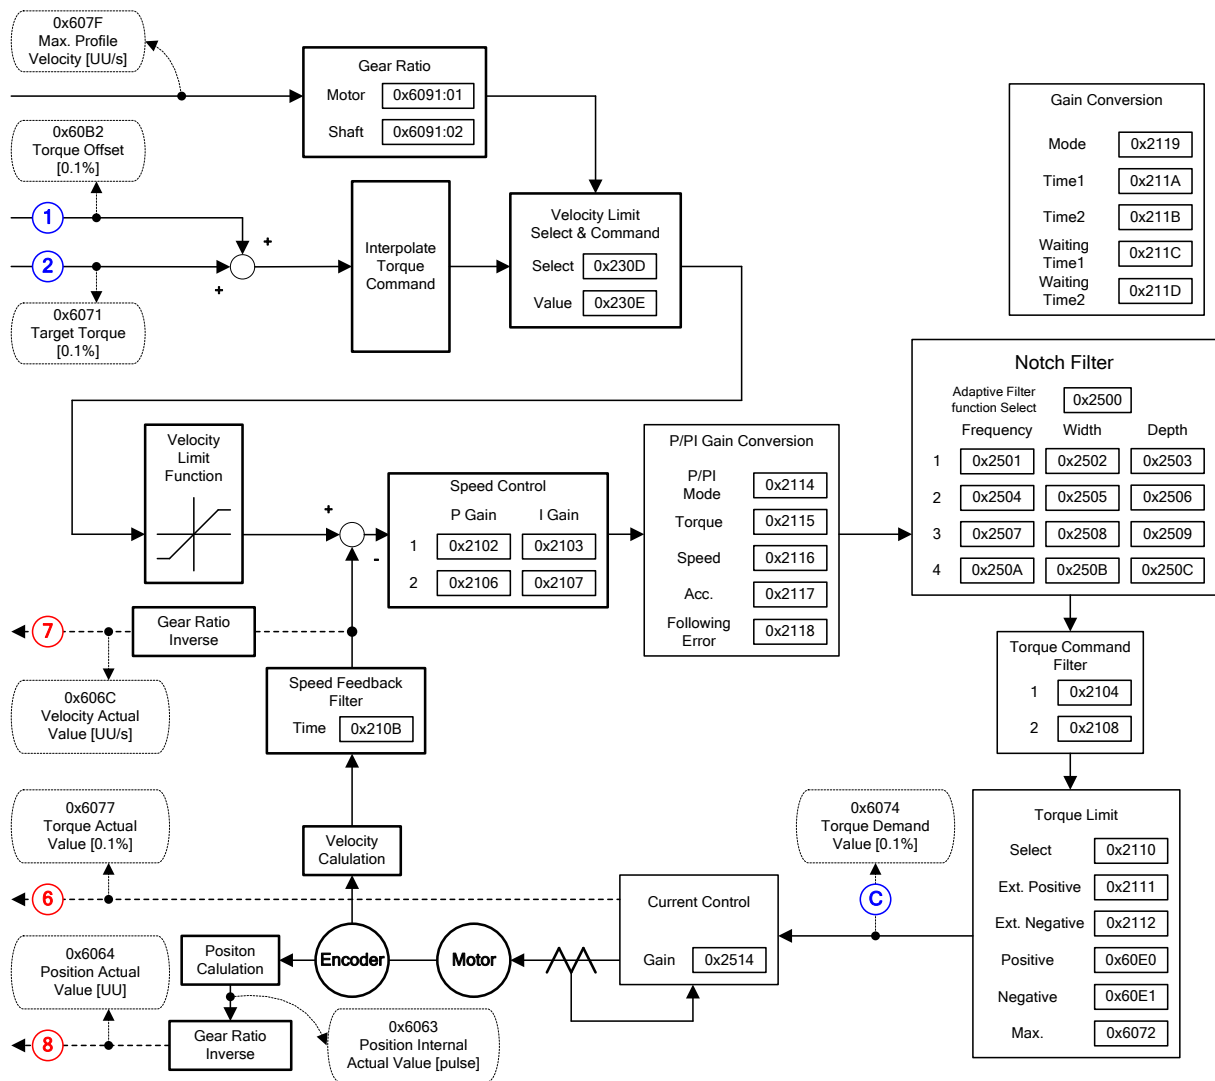 0x607F
Max. Profile
Velocity [UU/s]
Gear Ratio
Motor 0x6091:01
Shaft 0x6091:02
Gain Conversion
Mode 0x2119
Time1 0x211A
Time2 0x211B
Waiting
Time1 0x211C
Waiting
Time2 0x211D
0x60B2
Torque Offset
[0.1%]
1
+
2
+
0x6071
Target Torque
[0.1%]
Interpolate
Torque
Command
Velocity Limit
Select & Command
Select 0x230D
Value 0x230E
Notch Filter
Adaptive Filter
function Select 0x2500
Frequency Width Depth
1 0x2501 0x2502 0x2503
2 0x2504 0x2505 0x2506
3 0x2507 0x2508 0x2509
4 0x250A 0x250B 0x250C
Velocity
Limit
Function
+
-
Speed Control
P Gain I Gain
1 0x2102 0x2103
2 0x2106 0x2107
P/PI Gain Conversion
P/PI
Mode 0x2114
Torque 0x2115
Speed 0x2116
Acc. 0x2117
Following
Error 0x2118
7
Gear Ratio
Inverse
0x606C
Velocity Actual
Value [UU/s]
Speed Feedback
Filter
Time 0x210B
Torque Command
Filter
1 0x2104
2 0x2108
0x6077
Torque Actual
Value [0.1%]
Velocity
Calulation
0x6074
Torque Demand
Value [0.1%]
Torque Limit
Select 0x2110
Ext. Positive 0x2111
Ext. Negative 0x2112
Positive 0x60E0
Negative 0x60E1
Max. 0x6072
6
C
Current Control
Gain 0x2514
0x6064
Position Actual
Value [UU]
Positon
Calulation
Encoder
Motor
8
Gear Ratio
Inverse
0x6063
Position Internal
Actual Value [pulse]